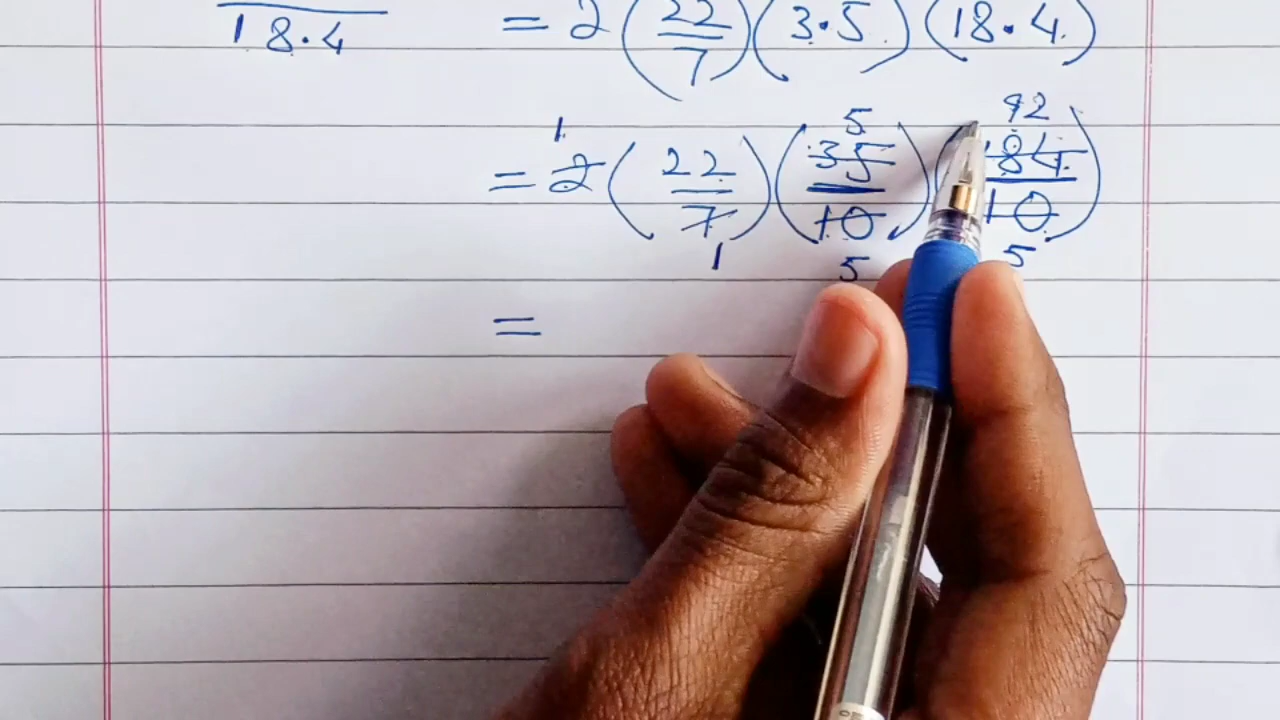 18.4
= 2 (22/7) (3.5) (18.4)
1 5 92
= 2 (22/7) (35/10) (184/10)
1 5 5
=